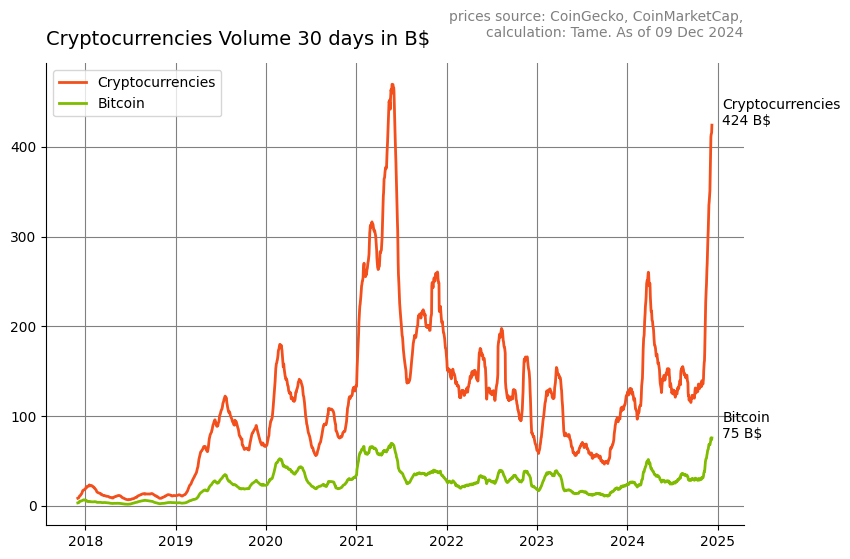 prices source: CoinGecko, CoinMarketCap,
calculation: Tame. As of 09 Dec 2024
Cryptocurrencies Volume 30 days in B$
Cryptocurrencies
Bitcoin
Cryptocurrencies
424 B$
Bitcoin
75 B$
400
300
200
100
0
2018 2019 2020 2021 2022 2023 2024 2025